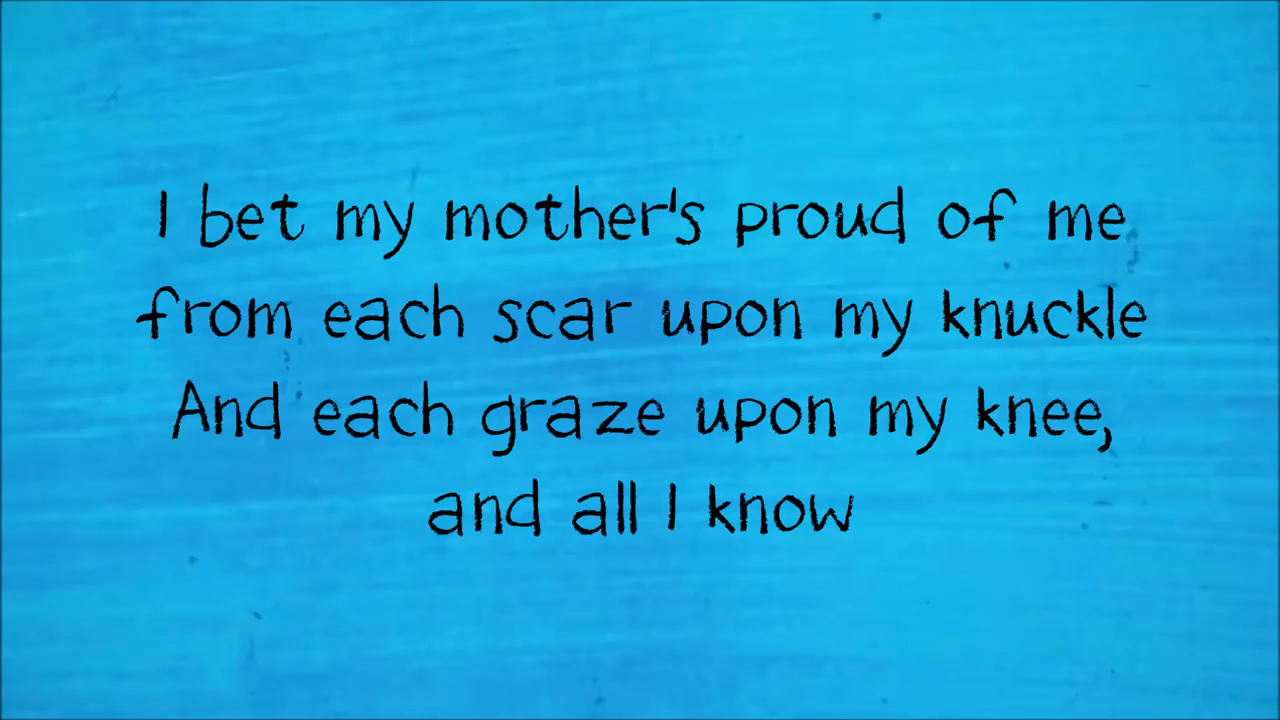 I bet my mother's proud of me
from each scar upon my knuckle
And each graze upon my knee,
and all I know